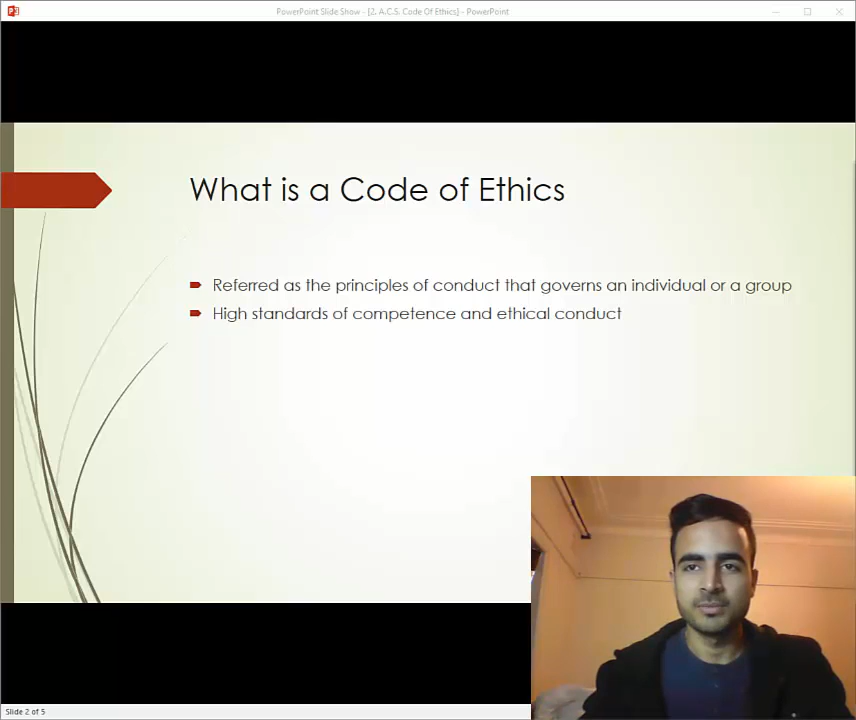 PowerPoint Slide Show - [2. A.C.S. Code Of Ethics] - PowerPoint
What is a Code of Ethics
Referred as the principles of conduct that governs an individual or a group
High standards of competence and ethical conduct
Slide 2 of 5